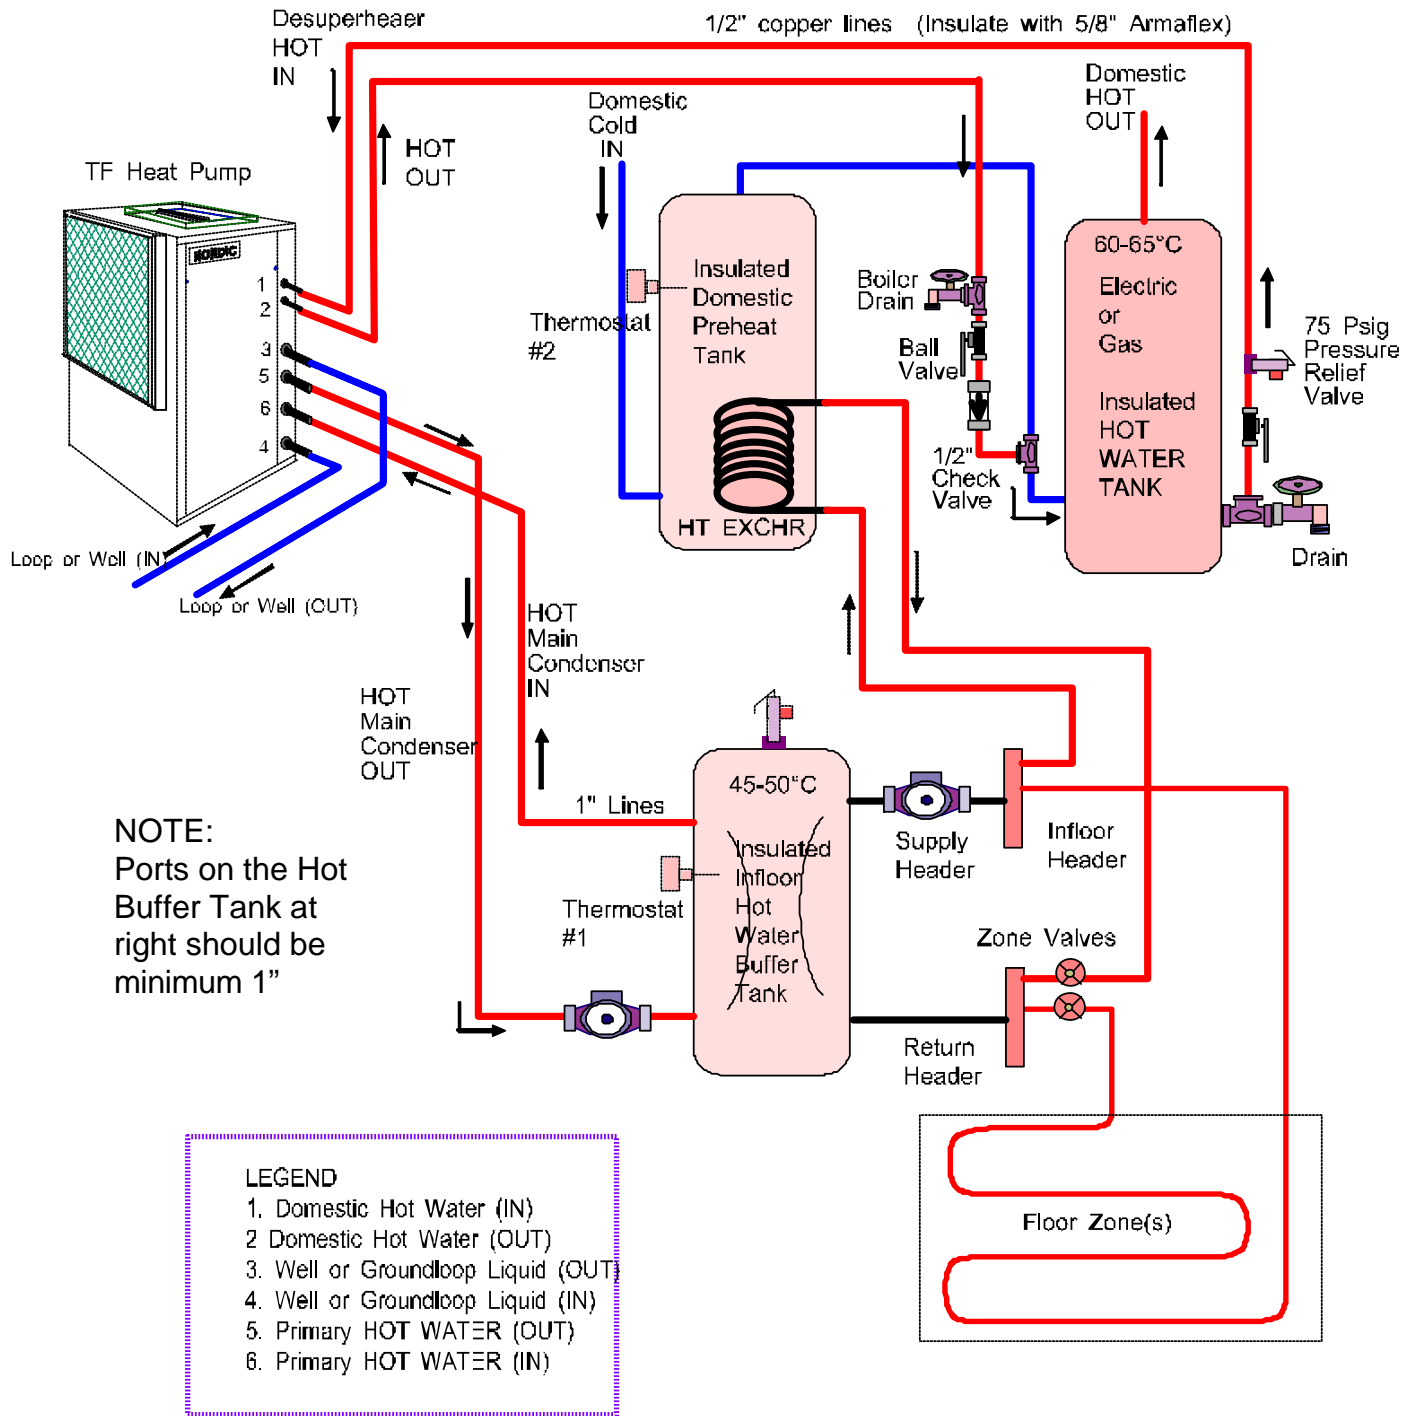 Desuperheaer
HOT
IN
1/2" copper lines (Insulate with 5/8" Armaflex)
Domestic
HOT
OUT
Domestic
Cold
IN
HOT
OUT
TF Heat Pump
NORDIC
1
2
3
5
6
4
Insulated
Domestic
Preheat
Tank
Thermostat
#2
HT EXCHR
Boiler
Drain
Ball
Valve
1/2"
Check
Valve
60-65°C
Electric
or
Gas
Insulated
HOT
WATER
TANK
75 Psig
Pressure
Relief
Valve
Drain
Loop or Well (IN)
Loop or Well (OUT)
HOT
Main
Condenser
IN
HOT
Main
Condenser
OUT
1" Lines
45-50°C
Insulated
Infloor
Hot
Water
Buffer
Tank
Thermostat
#1
Supply
Header
Infloor
Header
Zone Valves
Return
Header
Floor Zone(s)
NOTE:
Ports on the Hot
Buffer Tank at
right should be
minimum 1”
LEGEND
1. Domestic Hot Water (IN)
2 Domestic Hot Water (OUT)
3. Well or Groundloop Liquid (OUT)
4. Well or Groundloop Liquid (IN)
5. Primary HOT WATER (OUT)
6. Primary HOT WATER (IN)